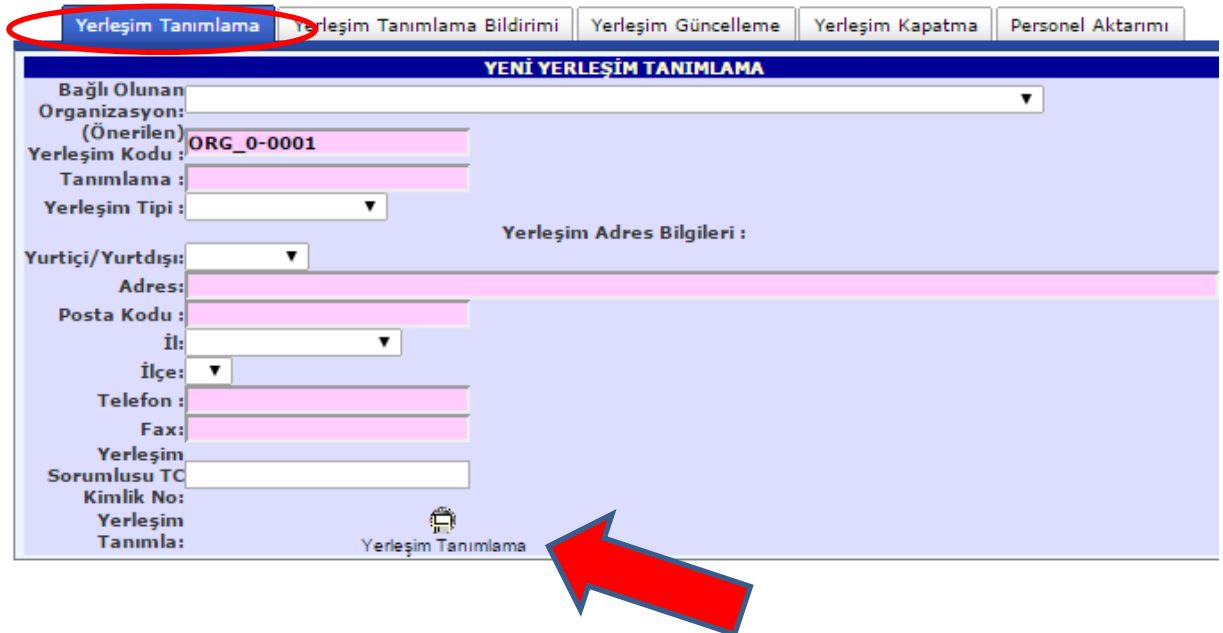 Yerleşim Tanımlama Yerleşim Tanımlama Bildirimi Yerleşim Güncelleme Yerleşim Kapatma Personel Aktarımı
YENİ YERLEŞİM TANIMLAMA
Bağlı Olunan
Organizasyon:
(Önerilen)
Yerleşim Kodu : ORG_0-0001
Tanımlama :
Yerleşim Tipi :
Yerleşim Adres Bilgileri :
Yurtiçi/Yurtdışı:
Adres:
Posta Kodu :
İl:
İlçe:
Telefon :
Fax:
Yerleşim
Sorumlusu TC
Kimlik No:
Yerleşim
Tanımla: Yerleşim Tanımlama